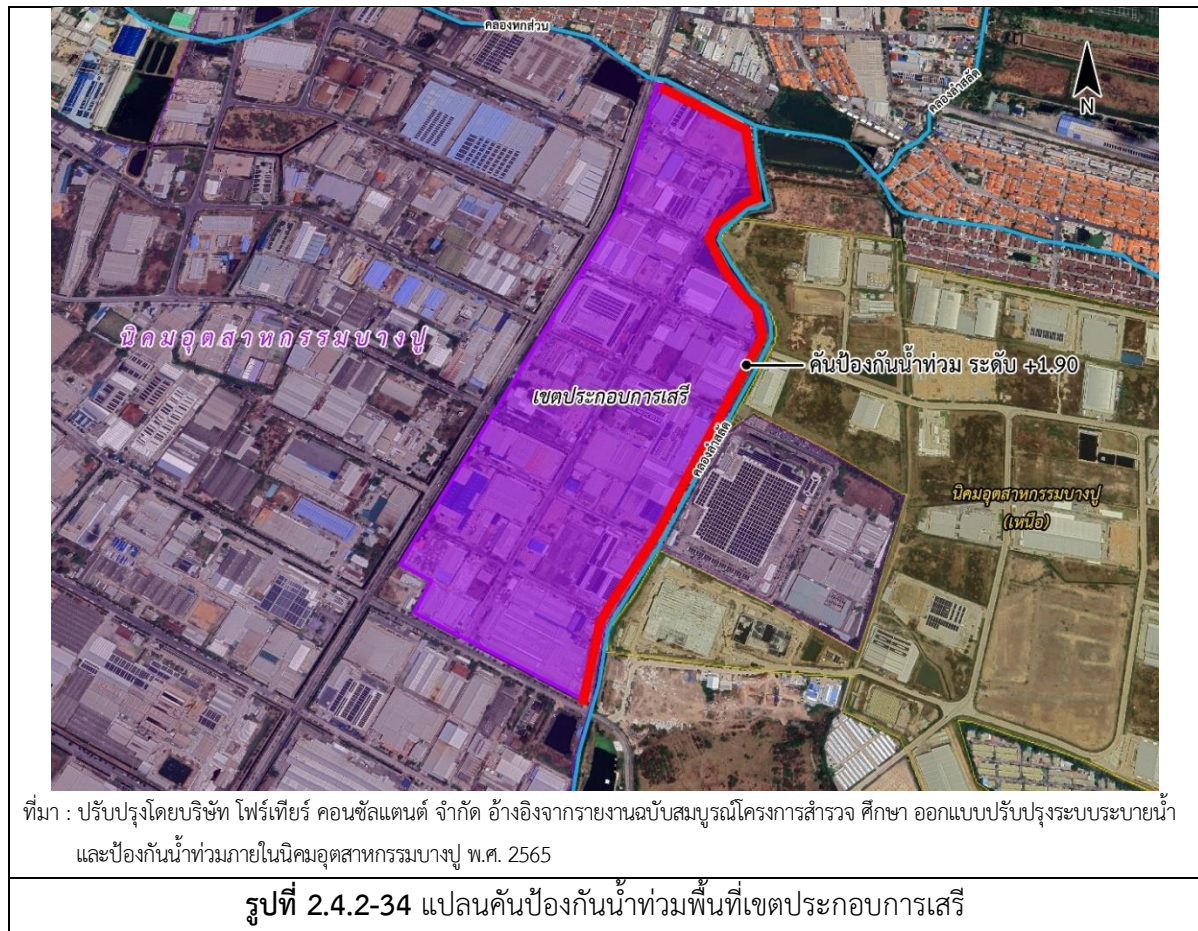 คลองหกส่วน
คลองลำสลัด
N
นิคมอุตสาหกรรมบางปู
คันป้องกันน้ำท่วม ระดับ +1.90
เขตประกอบการเสรี
คลองลำสลัด
นิคมอุตสาหกรรมบางปู
(เหนือ)
ที่มา : ปรับปรุงโดยบริษัท โฟร์เทียร์ คอนซัลแตนต์ จำกัด อ้างอิงจากรายงานฉบับสมบูรณ์โครงการสำรวจ ศึกษา ออกแบบปรับปรุงระบบระบายน้ำ
และป้องกันน้ำท่วมภายในนิคมอุตสาหกรรมบางปู พ.ศ. 2565
รูปที่ 2.4.2-34 แปลนคันป้องกันน้ำท่วมพื้นที่เขตประกอบการเสรี